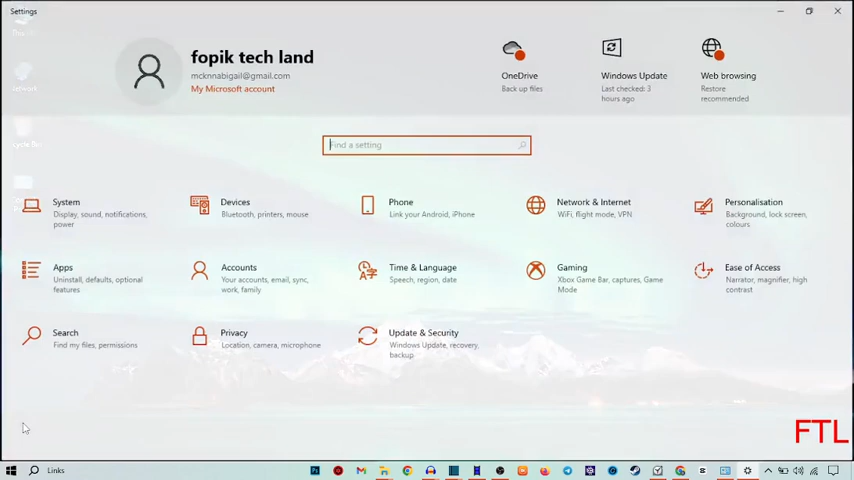 Settings
fopik tech land
mcknnabigail@gmail.com
My Microsoft account
OneDrive
Back up files
Windows Update
Last checked: 3
hours ago
Web browsing
Restore
recommended
Find a setting
System
Display, sound, notifications,
power
Devices
Bluetooth, printers, mouse
Phone
Link your Android, iPhone
Network & Internet
WiFi, flight mode, VPN
Personalisation
Background, lock screen,
colours
Apps
Uninstall, defaults, optional
features
Accounts
Your accounts, email, sync,
work, family
Time & Language
Speech, region, date
Gaming
Xbox Game Bar, captures, Game
Mode
Ease of Access
Narrator, magnifier, high
contrast
Search
Find my files, permissions
Privacy
Location, camera, microphone
Update & Security
Windows Update, recovery,
backup
FTL
Links